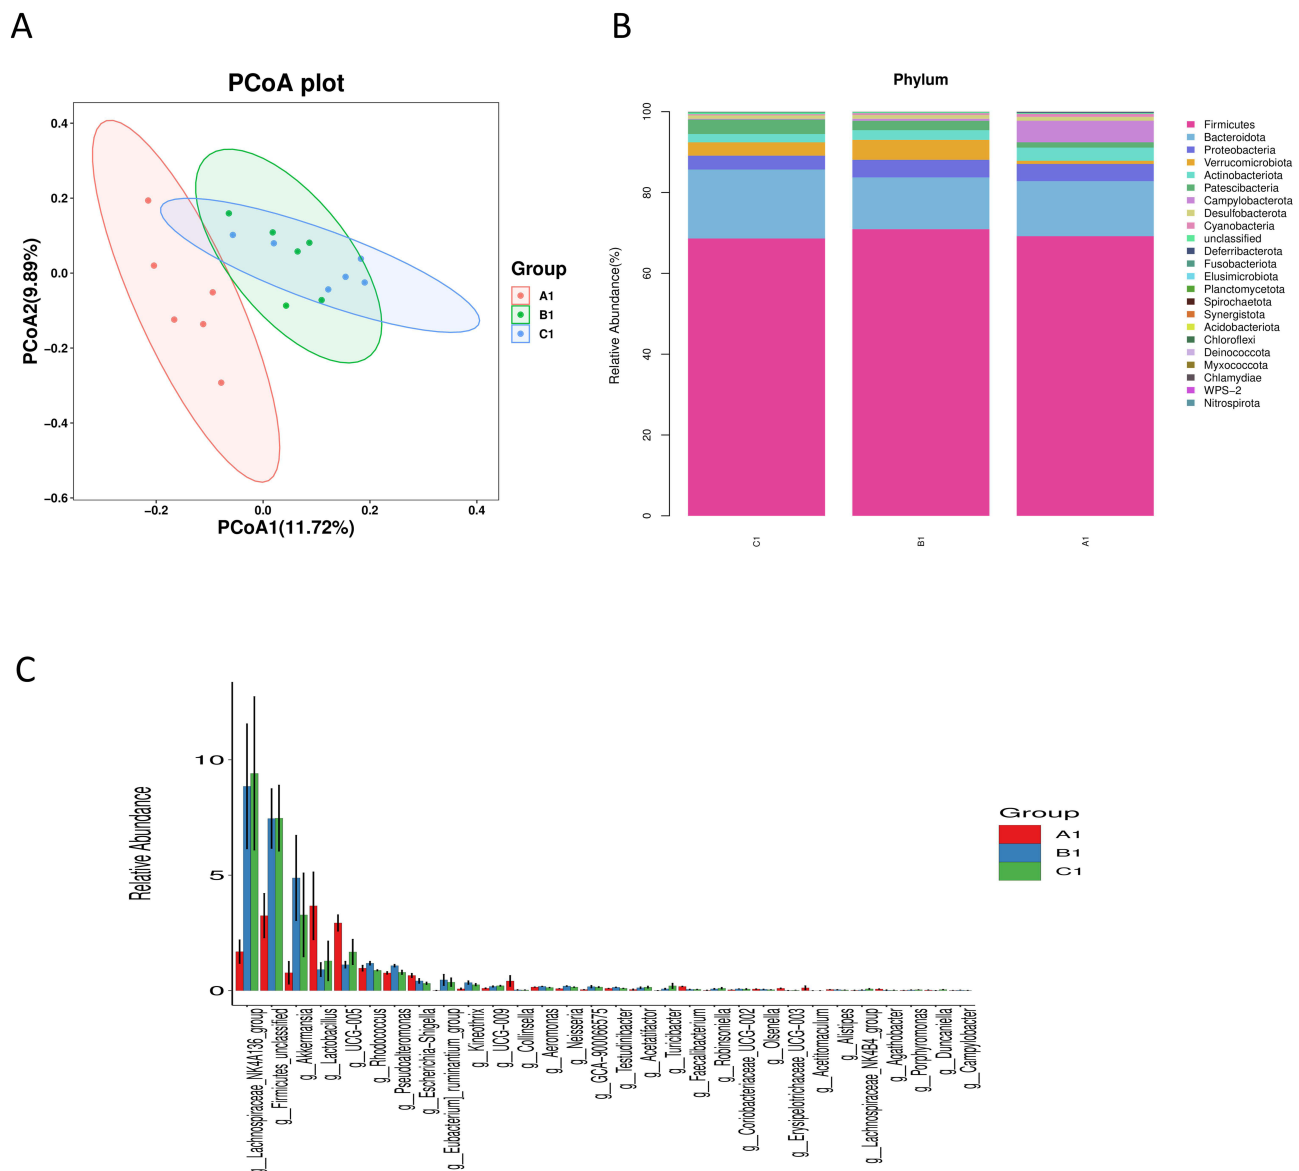 A
B
PCoA plot
PCoA2(9.89%)
0.4
0.2
0.0
−0.2
−0.4
−0.6
−0.2
0.0
0.2
0.4
PCoA1(11.72%)
Group
A1
B1
C1
Phylum
Relative Abundance(%)
100
80
60
40
20
0
C1
B1
A1
Firmicutes
Bacteroidota
Proteobacteria
Verrucomicrobiota
Actinobacteriota
Patescibacteria
Campylobacterota
Desulfobacterota
Cyanobacteria
unclassified
Deferribacterota
Fusobacteriota
Elusimicrobiota
Planctomycetota
Spirochaetota
Synergistota
Acidobacteriota
Chloroflexi
Deinococcota
Myxococcota
Chlamydiae
WPS−2
Nitrospirota
C
Relative Abundance
10
5
0
g__Lachnospiraceae_NK4A136_group
g__Firmicutes_unclassified
g__Akkermansia
g__Lactobacillus
g__UCG-005
g__Rhodococcus
g__Pseudoalteromonas
g__Escherichia-Shigella
g__Eubacterium]_ruminantium_group
g__Kineothrix
g__UCG-009
g__Collinsella
g__Aeromonas
g__Neisseria
g__GCA-900066575
g__Testudinibacter
g__Acetatifactor
g__Turicibacter
g__Faecalibacterium
g__Robinsoniella
g__Coriobacteriaceae_UCG-002
g__Olsenella
g__Erysipelotrichaceae_UCG-003
g__Acetitomaculum
g__Alistipes
g__Lachnospiraceae_NK4B4_group
g__Agathobacter
g__Porphyromonas
g__Duncaniella
g__Campylobacter
Group
A1
B1
C1